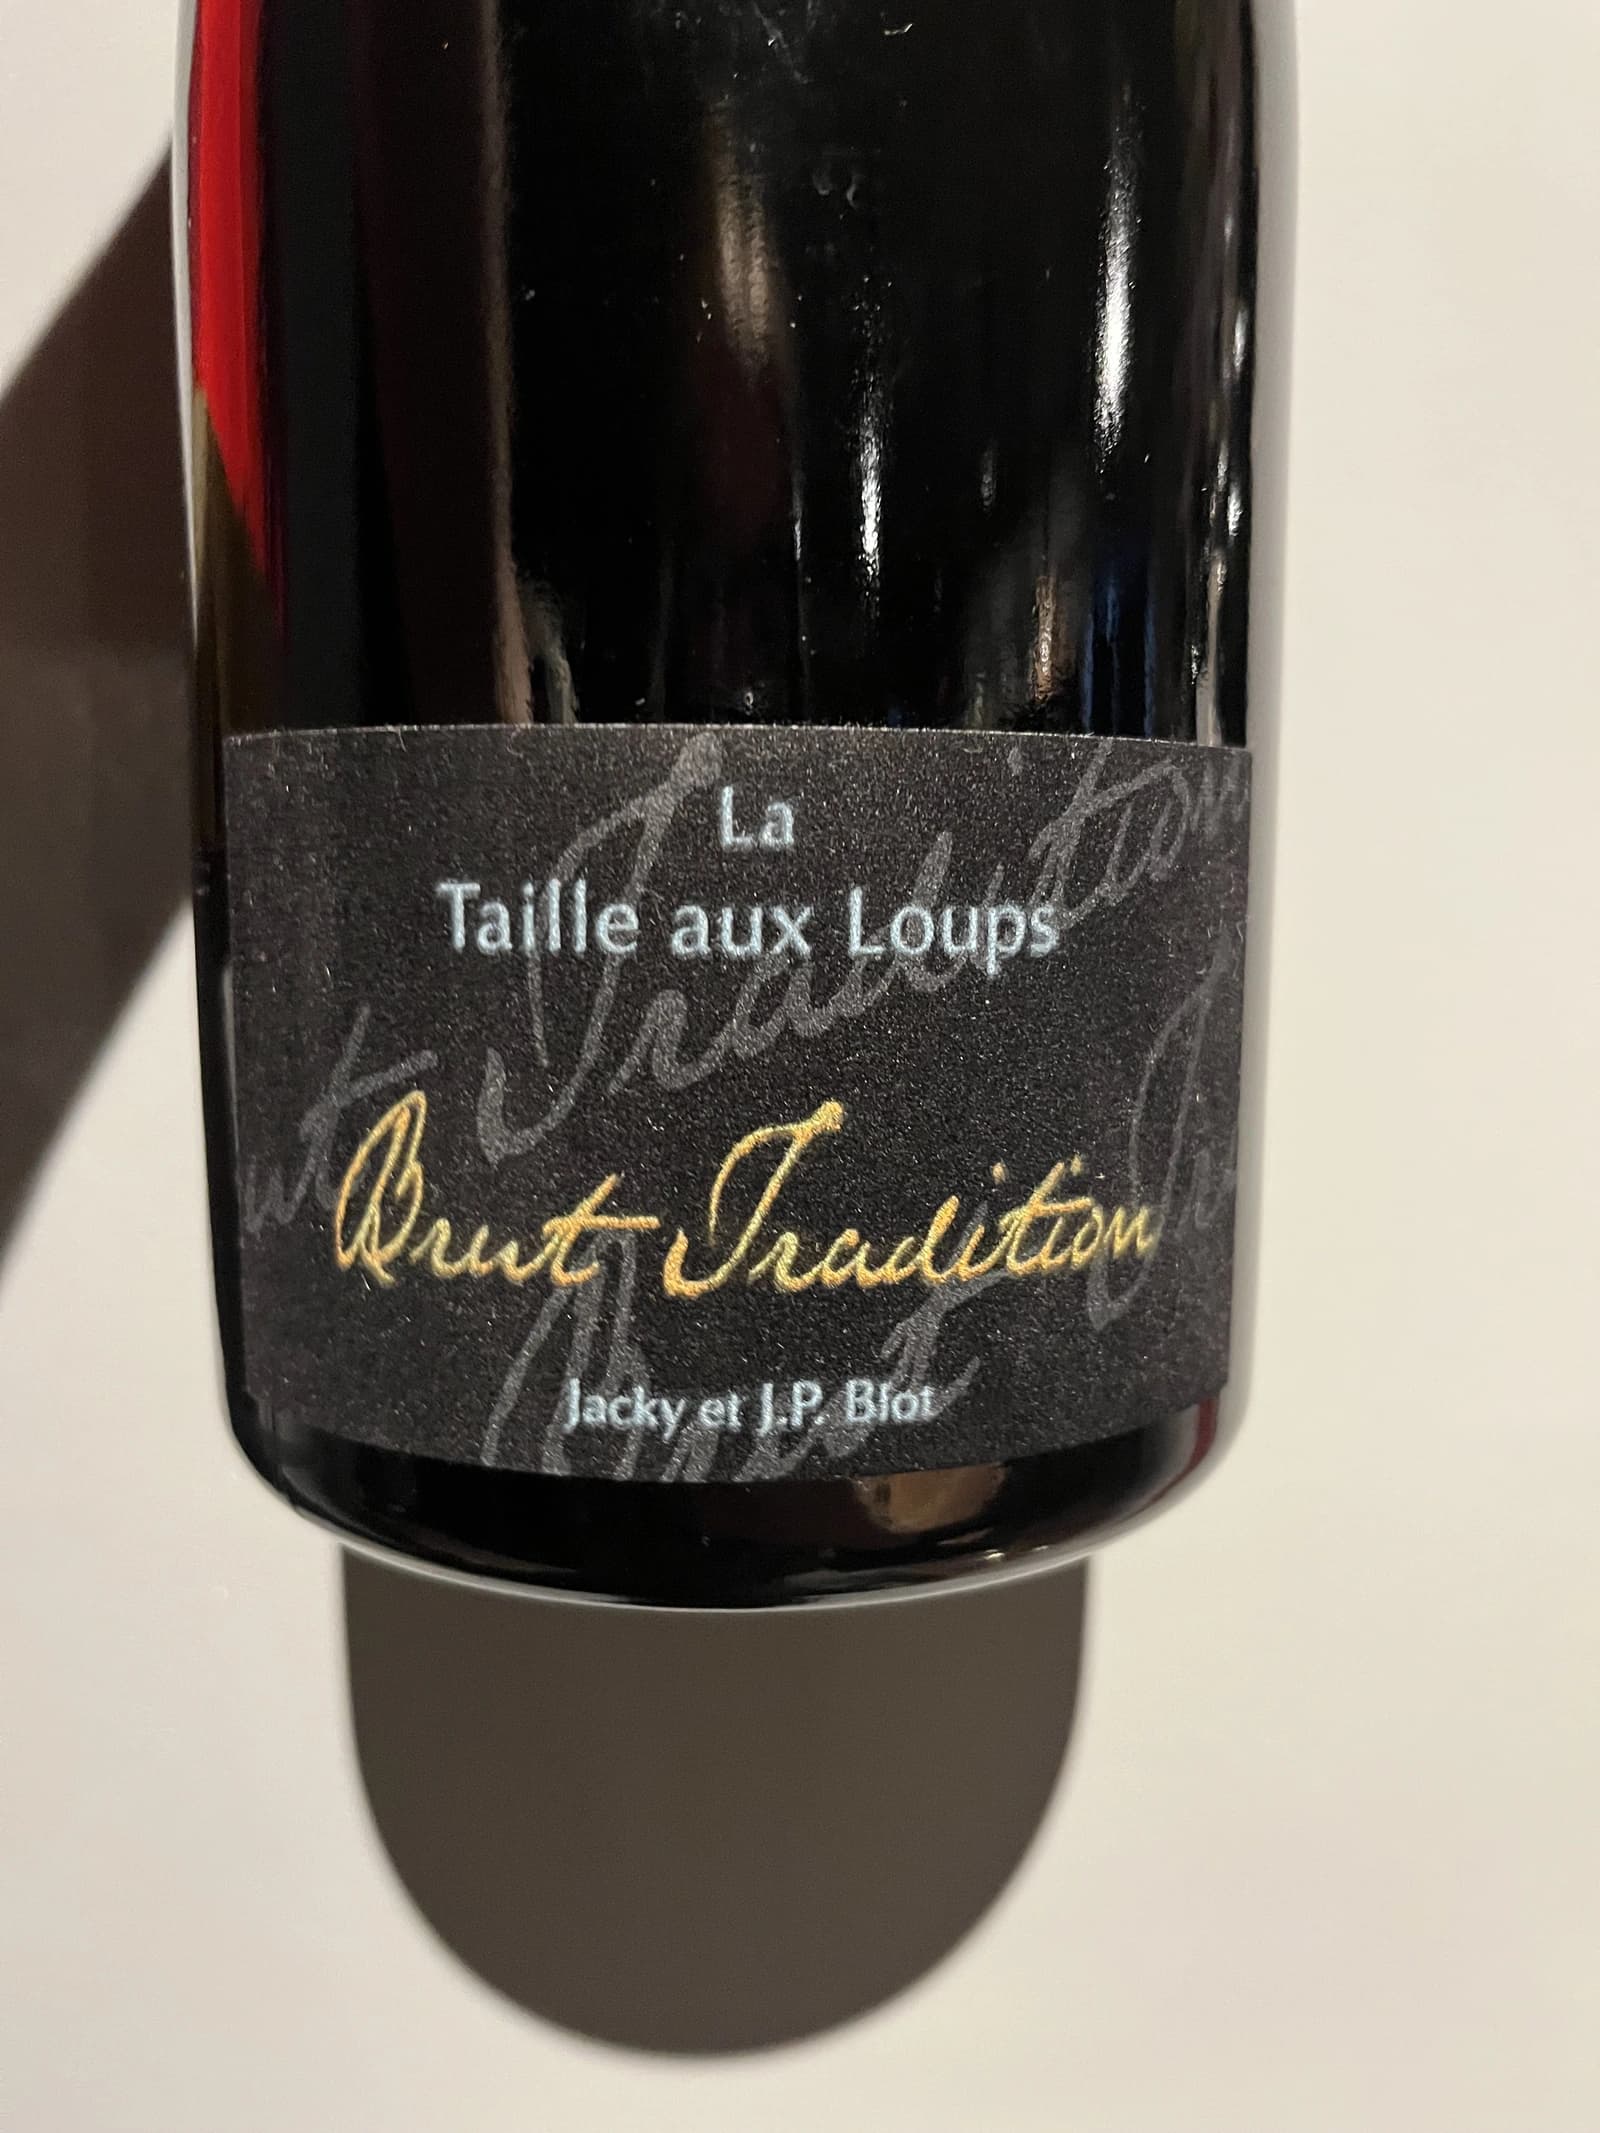 La
Taille aux Loups
Brut Tradition
Jacky et J.P. Blot